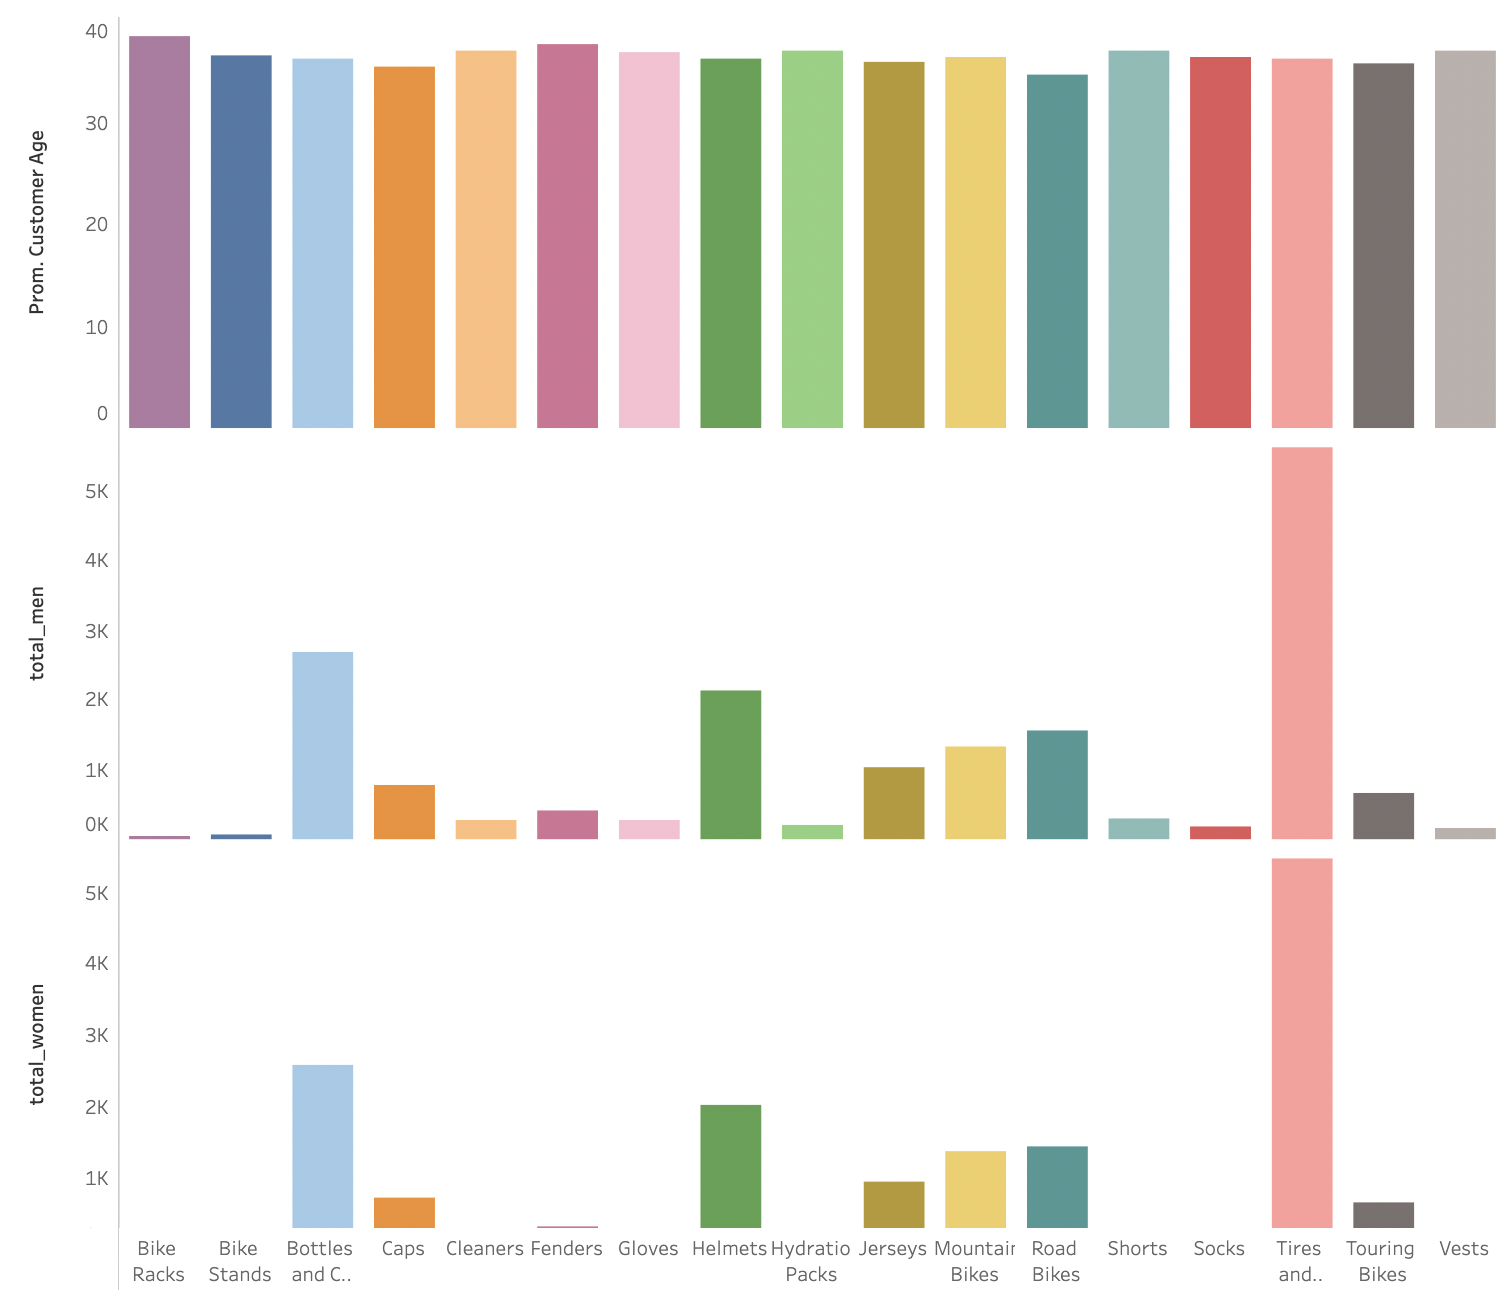 Prom. Customer Age
40
30
20
10
0
total_men
5K
4K
3K
2K
1K
0K
total_women
5K
4K
3K
2K
1K
Bike Racks
Bike Stands
Bottles and C..
Caps
Cleaners
Fenders
Gloves
Helmets
Hydratio Packs
Jerseys
Mountair Bikes
Road Bikes
Shorts
Socks
Tires and..
Touring Bikes
Vests